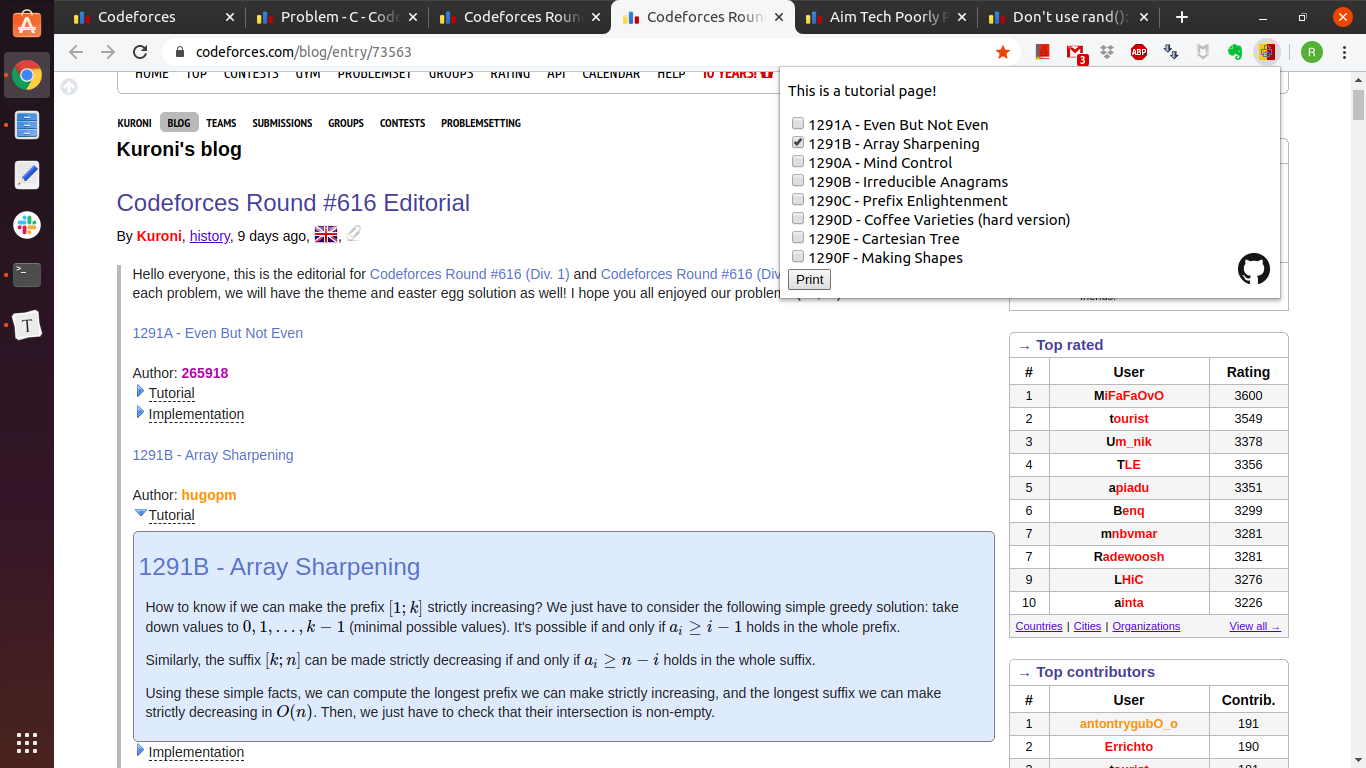 Codeforces
Problem - C - Code
Codeforces Roun
Codeforces Roun
Aim Tech Poorly P
Don't use rand():
codeforces.com/blog/entry/73563
3
ABP
R
HOME TOP CONTESTS GYM PROBLEMSET GROUPS RATING API CALENDAR HELP 10 YEARS!
KURONI BLOG TEAMS SUBMISSIONS GROUPS CONTESTS PROBLEMSETTING
Kuroni's blog
Codeforces Round #616 Editorial
By Kuroni, history, 9 days ago,
Hello everyone, this is the editorial for Codeforces Round #616 (Div. 1) and Codeforces Round #616 (Div
each problem, we will have the theme and easter egg solution as well! I hope you all enjoyed our problem
1291A - Even But Not Even
Author: 265918
Tutorial
Implementation
1291B - Array Sharpening
Author: hugopm
Tutorial
1291B - Array Sharpening
How to know if we can make the prefix [1; k] strictly increasing? We just have to consider the following simple greedy solution: take
down values to 0, 1, …, k − 1 (minimal possible values). It's possible if and only if aᵢ ≥ i − 1 holds in the whole prefix.
Similarly, the suffix [k; n] can be made strictly decreasing if and only if aᵢ ≥ n − i holds in the whole suffix.
Using these simple facts, we can compute the longest prefix we can make strictly increasing, and the longest suffix we can make
strictly decreasing in O(n). Then, we just have to check that their intersection is non-empty.
Implementation
This is a tutorial page!
1291A - Even But Not Even
1291B - Array Sharpening
1290A - Mind Control
1290B - Irreducible Anagrams
1290C - Prefix Enlightenment
1290D - Coffee Varieties (hard version)
1290E - Cartesian Tree
1290F - Making Shapes
Print
→ Top rated
# User Rating
1 MiFaFaOvO 3600
2 tourist 3549
3 Um_nik 3378
4 TLE 3356
5 apiadu 3351
6 Benq 3299
7 mnbvmar 3281
7 Radewoosh 3281
9 LHiC 3276
10 ainta 3226
Countries | Cities | Organizations View all →
→ Top contributors
# User Contrib.
1 antontrygubO_o 191
2 Errichto 190